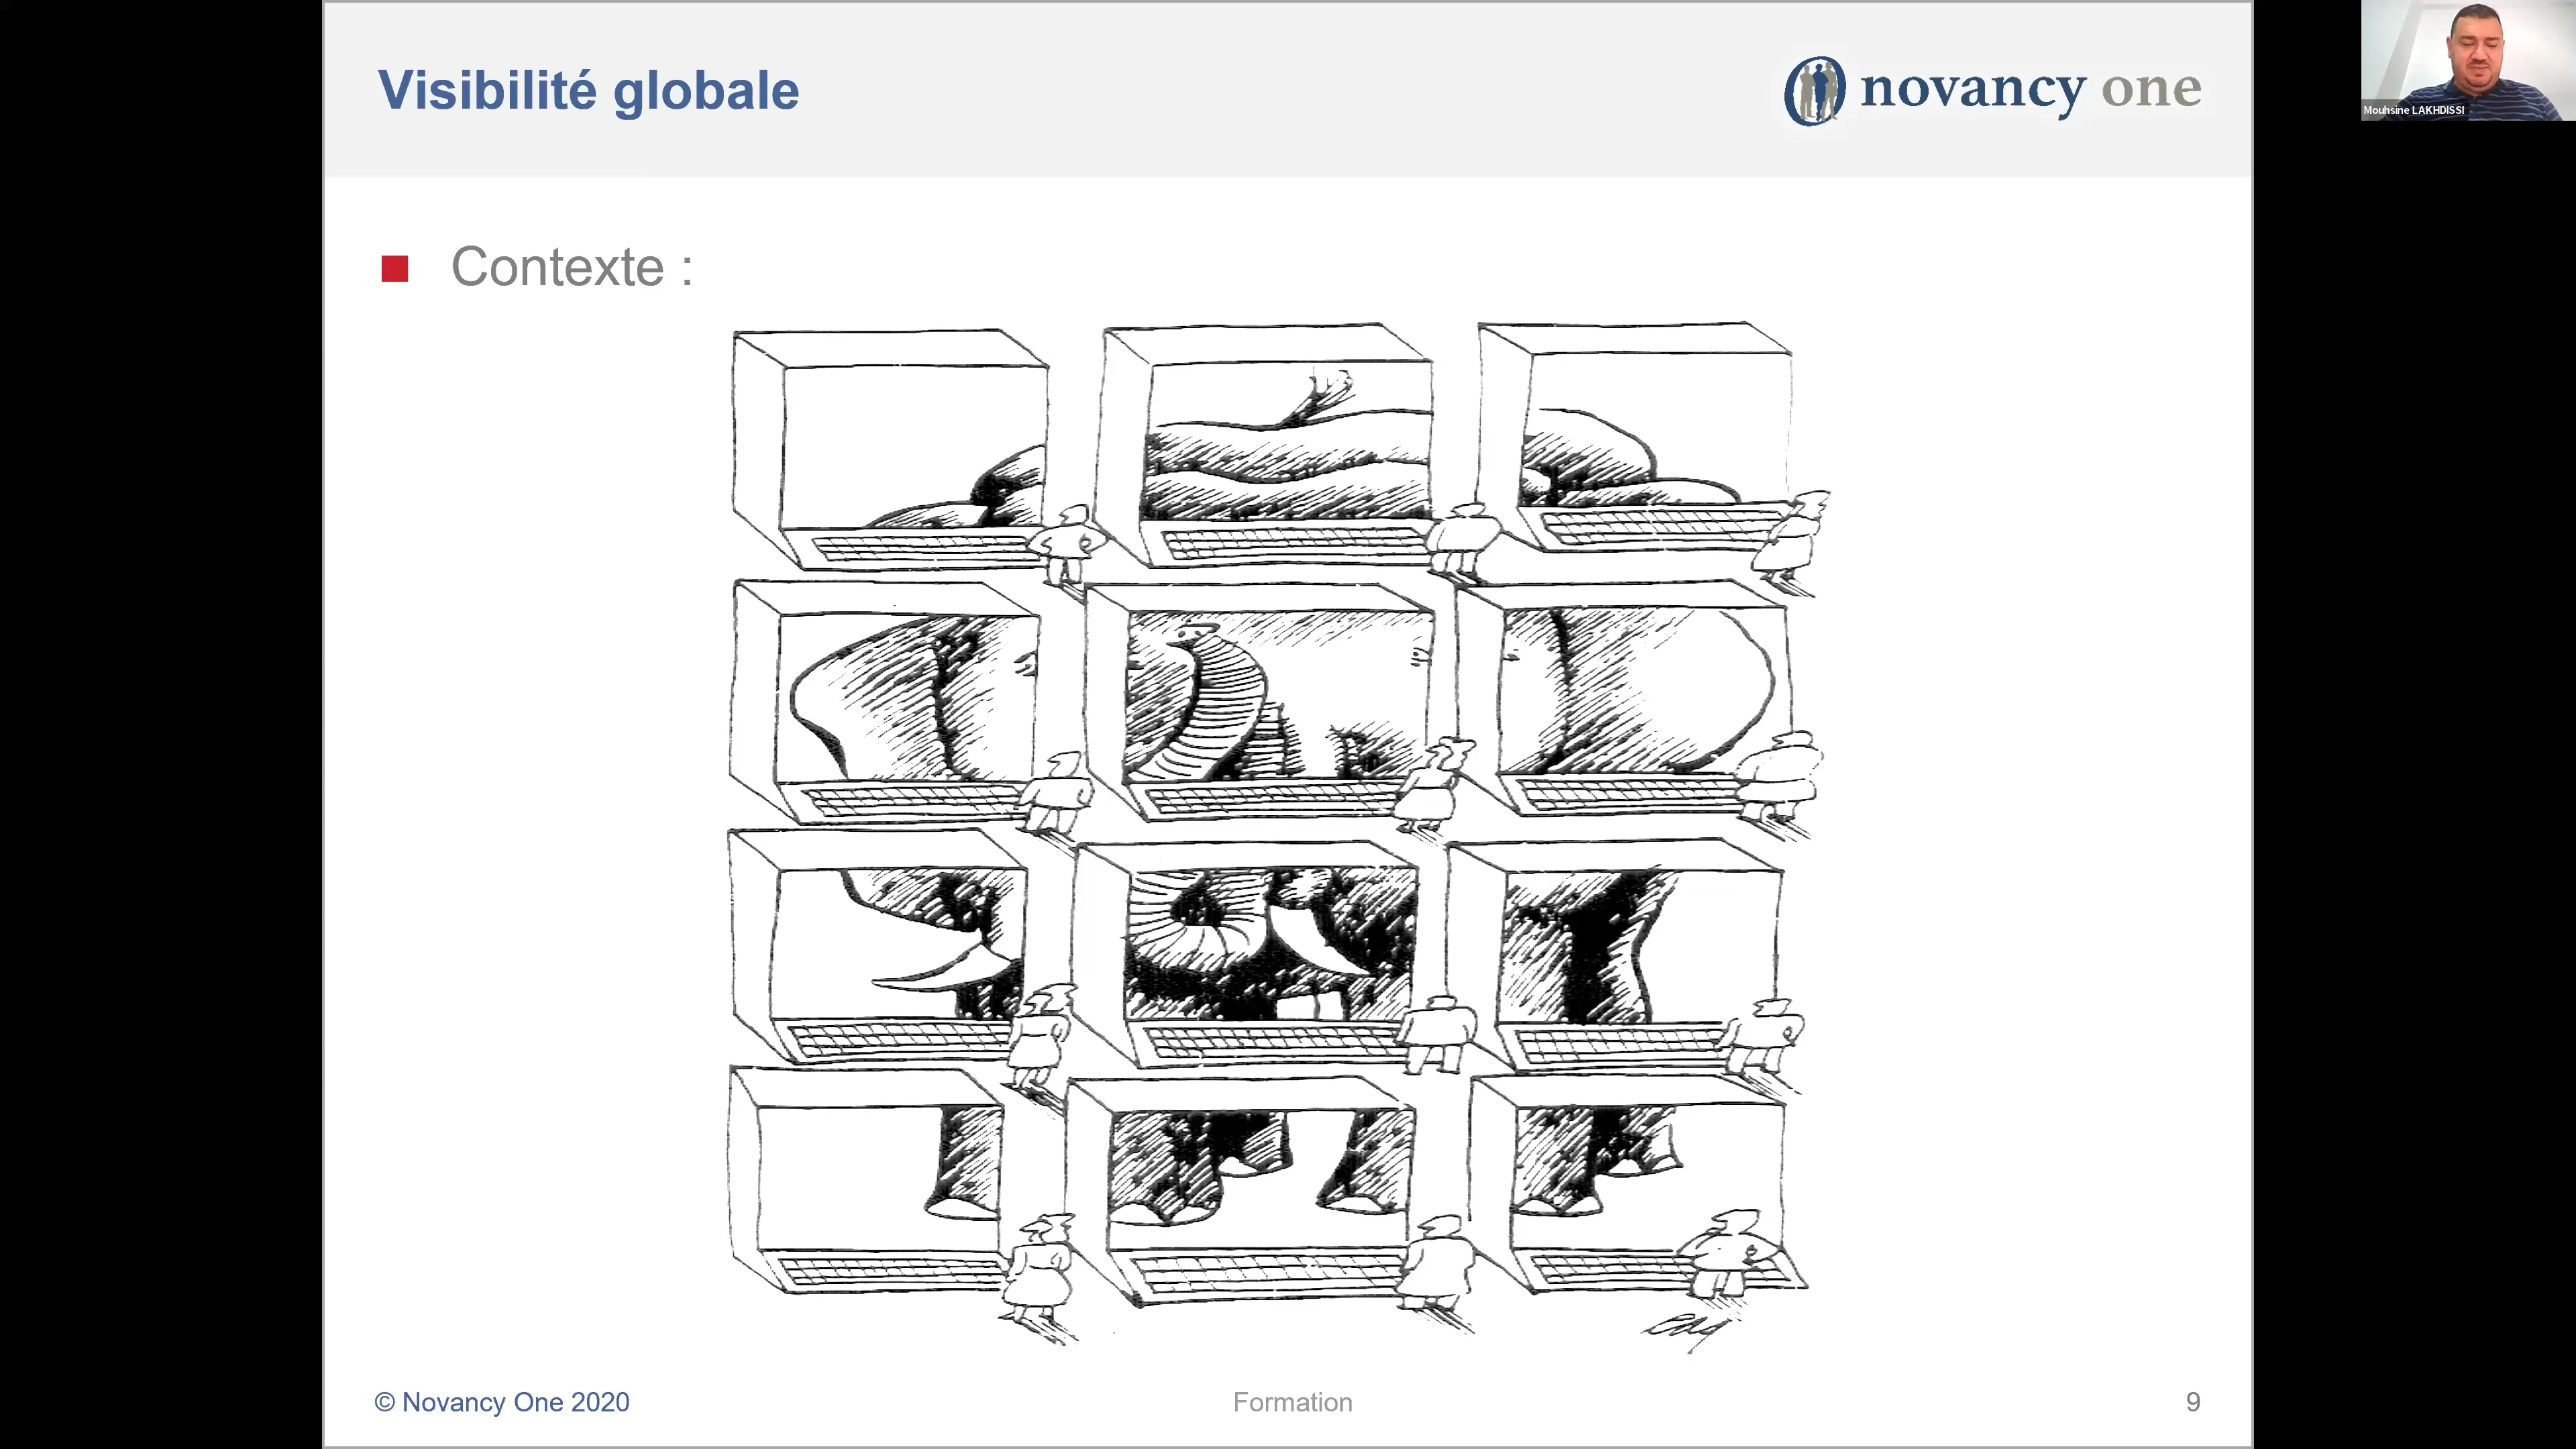 Visibilité globale
novancy one
Mouhsine LAKHDISSI
Contexte :
© Novancy One 2020
Formation
9